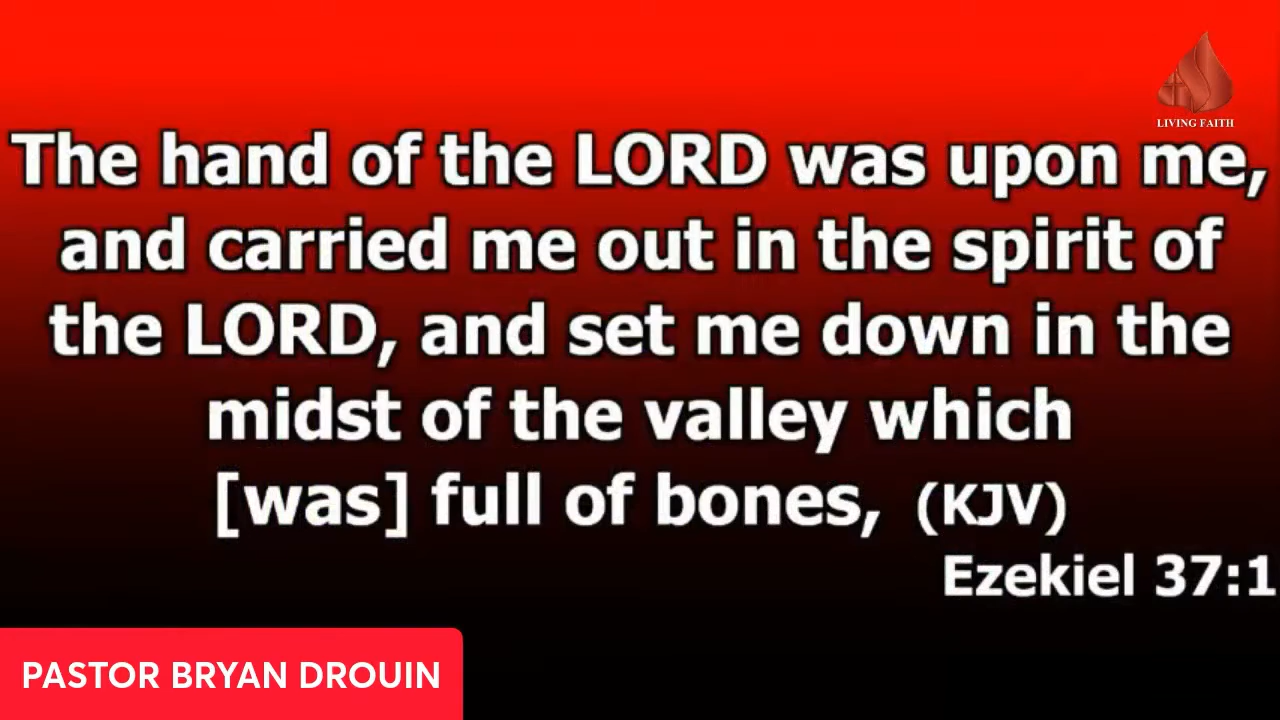 LIVING FAITH
The hand of the LORD was upon me,
and carried me out in the spirit of
the LORD, and set me down in the
midst of the valley which
[was] full of bones, (KJV)
Ezekiel 37:1
PASTOR BRYAN DROUIN